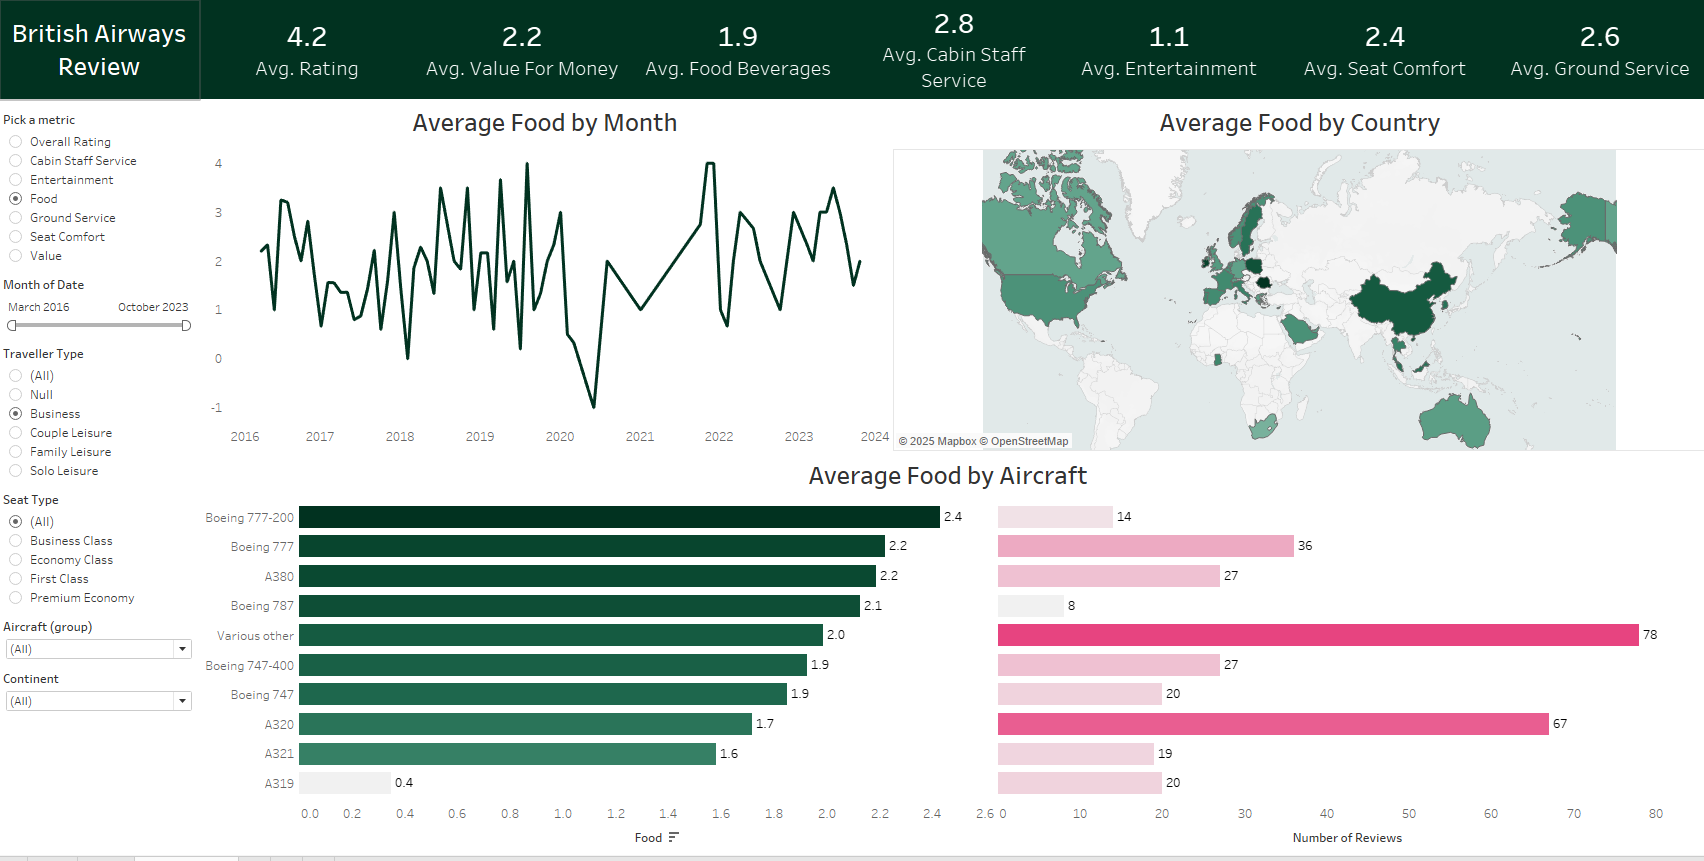 British Airways
Review
4.2
Avg. Rating
2.2
Avg. Value For Money
1.9
Avg. Food Beverages
2.8
Avg. Cabin Staff
Service
1.1
Avg. Entertainment
2.4
Avg. Seat Comfort
2.6
Avg. Ground Service
Pick a metric
Overall Rating
Cabin Staff Service
Entertainment
Food
Ground Service
Seat Comfort
Value
Month of Date
March 2016 October 2023
Traveller Type
(All)
Null
Business
Couple Leisure
Family Leisure
Solo Leisure
Seat Type
(All)
Business Class
Economy Class
First Class
Premium Economy
Aircraft (group)
(All)
Continent
(All)
Average Food by Month
4
3
2
1
0
-1
2016 2017 2018 2019 2020 2021 2022 2023 2024
Average Food by Country
© 2025 Mapbox © OpenStreetMap
Average Food by Aircraft
Boeing 777-200 2.4 14
Boeing 777 2.2 36
A380 2.2 27
Boeing 787 2.1 8
Various other 2.0 78
Boeing 747-400 1.9 27
Boeing 747 1.9 20
A320 1.7 67
A321 1.6 19
A319 0.4 20
0.0 0.2 0.4 0.6 0.8 1.0 1.2 1.4 1.6 1.8 2.0 2.2 2.4 2.6 0 10 20 30 40 50 60 70 80
Food Number of Reviews